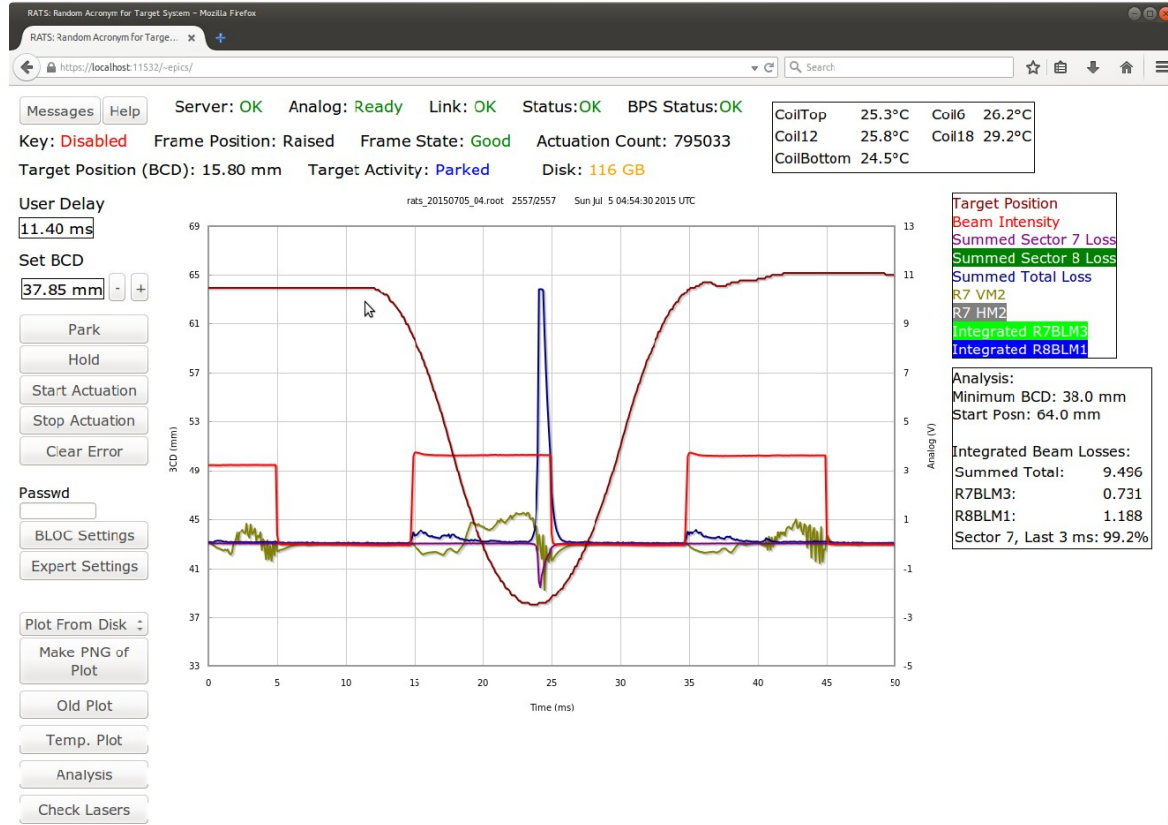 RATS: Random Acronym for Target System - Mozilla Firefox
RATS: Random Acronym for Targe... ×
https://localhost:11532/~epics/
Search
Messages Help Server: OK Analog: Ready Link: OK Status:OK BPS Status:OK
Key: Disabled Frame Position: Raised Frame State: Good Actuation Count: 795033
Target Position (BCD): 15.80 mm Target Activity: Parked Disk: 116 GB
CoilTop 25.3°C Coil6 26.2°C
Coil12 25.8°C Coil18 29.2°C
CoilBottom 24.5°C
User Delay
11.40 ms
Set BCD
37.85 mm - +
Park
Hold
Start Actuation
Stop Actuation
Clear Error
Passwd
BLOC Settings
Expert Settings
Plot From Disk
Make PNG of
Plot
Old Plot
Temp. Plot
Analysis
Check Lasers
rats_20150705_04.root 2557/2557 Sun Jul 5 04:54:30 2015 UTC
69
65
61
57
53
49
45
41
37
33
BCD (mm)
0 5 10 15 20 25 30 35 40 45 50
Time (ms)
13
11
9
7
5
3
1
-1
-3
-5
Analog (V)
Target Position
Beam Intensity
Summed Sector 7 Loss
Summed Sector 8 Loss
Summed Total Loss
R7 VM2
R7 HM2
Integrated R7BLM3
Integrated R8BLM1
Analysis:
Minimum BCD: 38.0 mm
Start Posn: 64.0 mm
Integrated Beam Losses:
Summed Total: 9.496
R7BLM3: 0.731
R8BLM1: 1.188
Sector 7, Last 3 ms: 99.2%